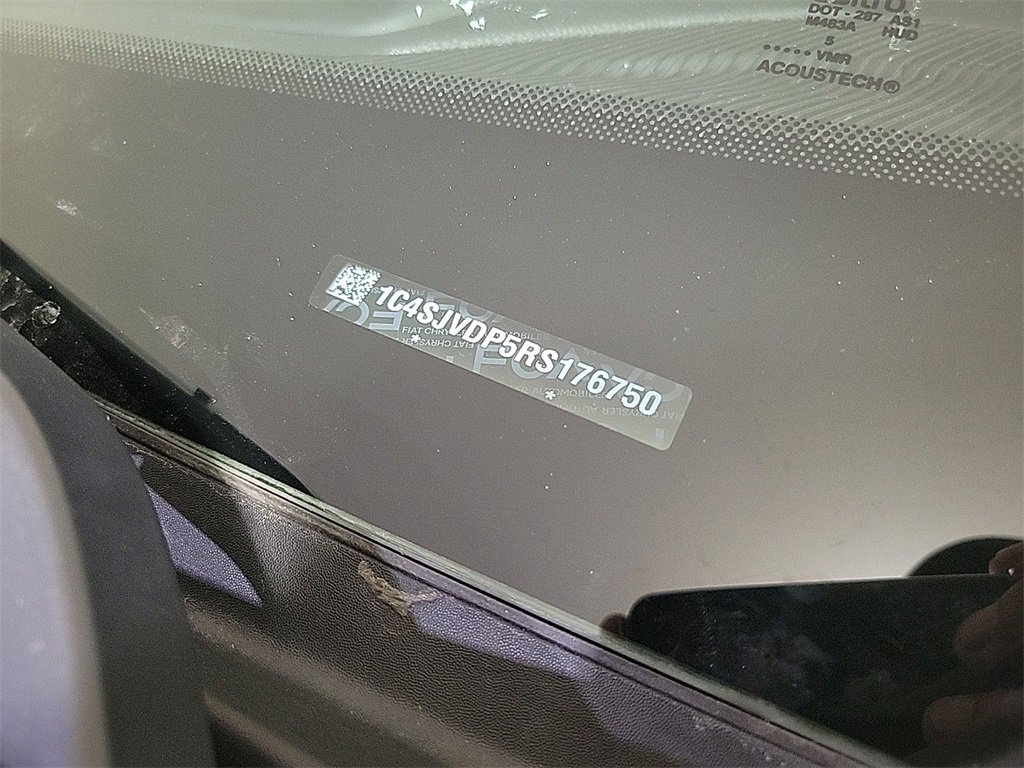 DOT - 287 AS1
M483A HUD
5
••••• VMR
ACOUSTECH®
1C4SJVDP5RS176750